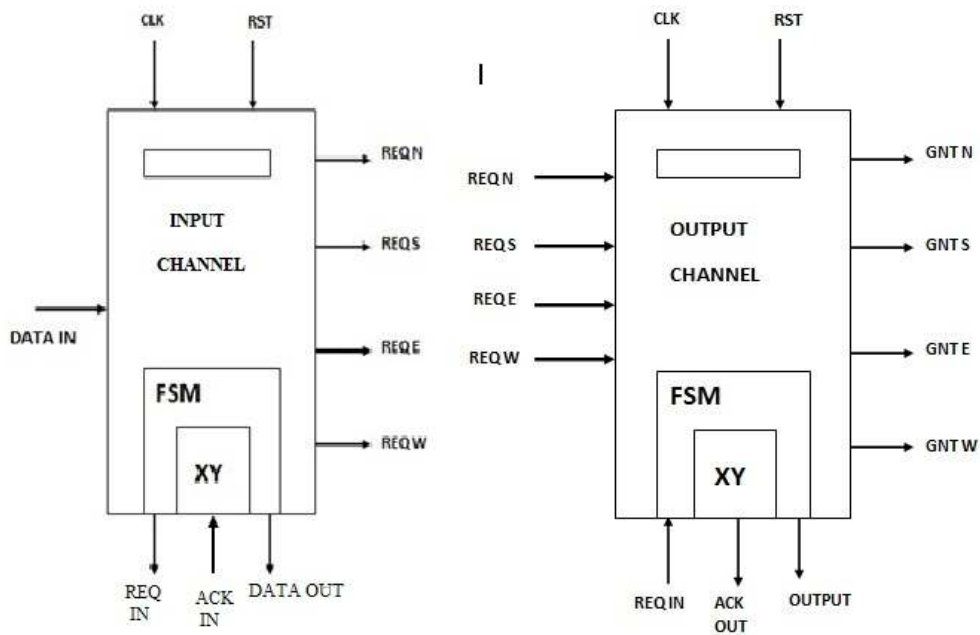 CLK
RST
REQ N
INPUT
REQ S
CHANNEL
DATA IN
REQ E
FSM
REQ W
XY
REQ
IN
ACK
IN
DATA OUT
I
CLK
RST
GNT N
REQ N
OUTPUT
REQ S
GNT S
CHANNEL
REQ E
REQ W
GNT E
FSM
GNT W
XY
REQ IN
ACK
OUT
OUTPUT